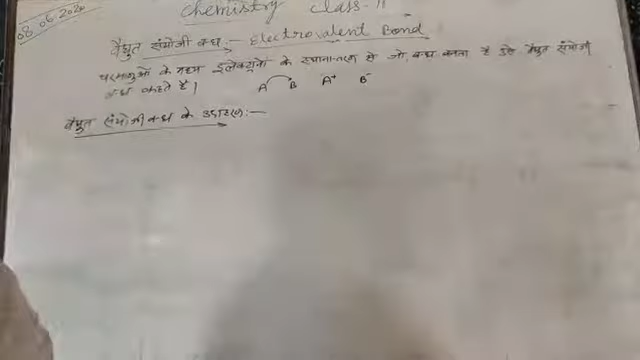 08.06.2020
Chemistry Class-11
वैद्युत संयोजी बन्ध :- Electrovalent Bond
परमाणुओं के मध्य इलेक्ट्रानों के स्थानान्तरण से जो बन्ध बनता है उसे वैद्युत संयोजी
बन्ध कहते है।
A B A⁺ B⁻
वैद्युत संयोजी बन्ध के उदाहरण :-